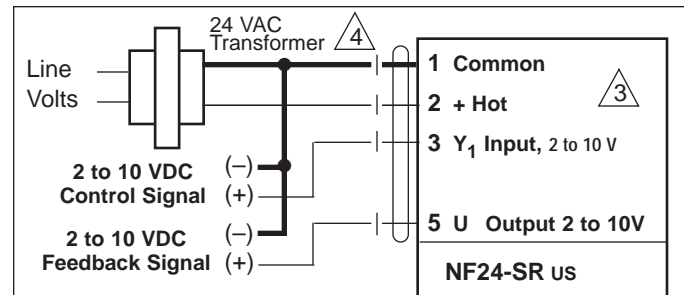 24 VAC
Transformer
4
Line
Volts
1 Common
3
2 + Hot
3 Y1 Input, 2 to 10 V
2 to 10 VDC
Control Signal
(–)
(+)
2 to 10 VDC
Feedback Signal
(–)
(+)
5 U Output 2 to 10V
NF24-SR US